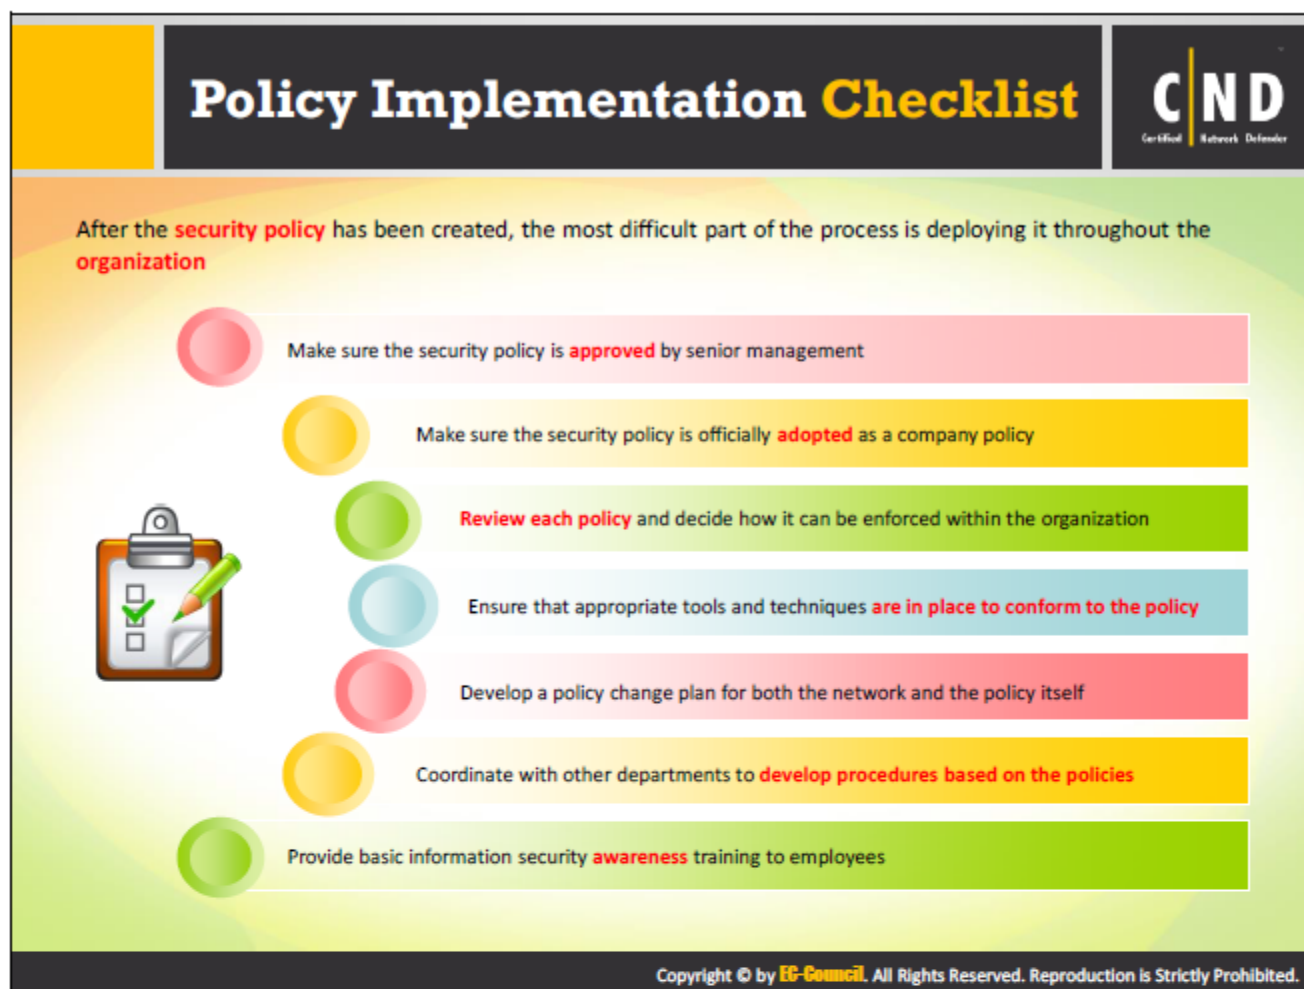 Policy Implementation Checklist
C|ND
Certified Network Defender
After the security policy has been created, the most difficult part of the process is deploying it throughout the
organization
Make sure the security policy is approved by senior management
Make sure the security policy is officially adopted as a company policy
Review each policy and decide how it can be enforced within the organization
Ensure that appropriate tools and techniques are in place to conform to the policy
Develop a policy change plan for both the network and the policy itself
Coordinate with other departments to develop procedures based on the policies
Provide basic information security awareness training to employees
Copyright © by EC-Council. All Rights Reserved. Reproduction is Strictly Prohibited.